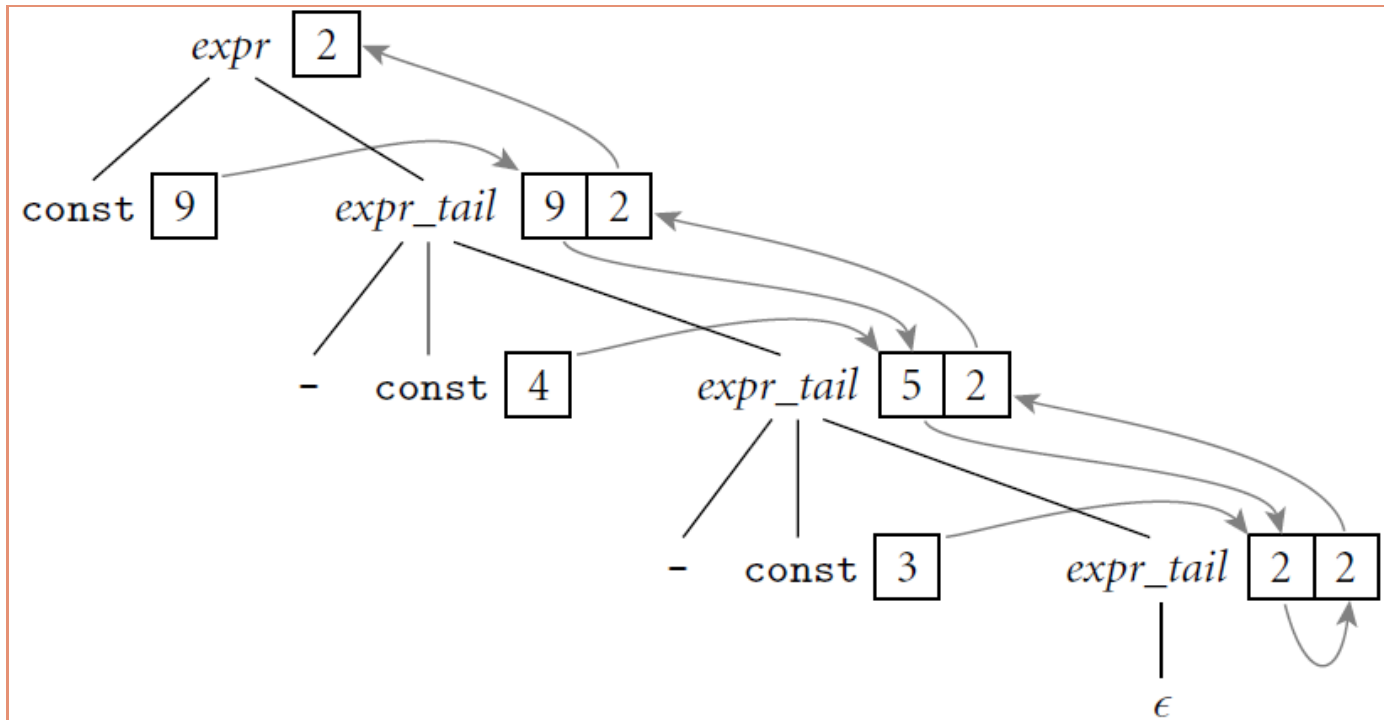 expr 2
const 9 expr_tail 9 2
- const 4 expr_tail 5 2
- const 3 expr_tail 2 2
ϵ